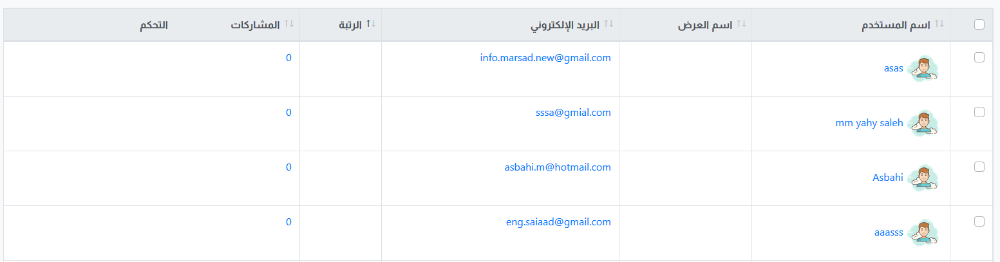 اسم المستخدم اسم العرض البريد الإلكتروني الرتبة المشاركات التحكم
asas info.marsad.new@gmail.com 0
mm yahy saleh sssa@gmial.com 0
Asbahi asbahi.m@hotmail.com 0
aaasss eng.saiaad@gmail.com 0